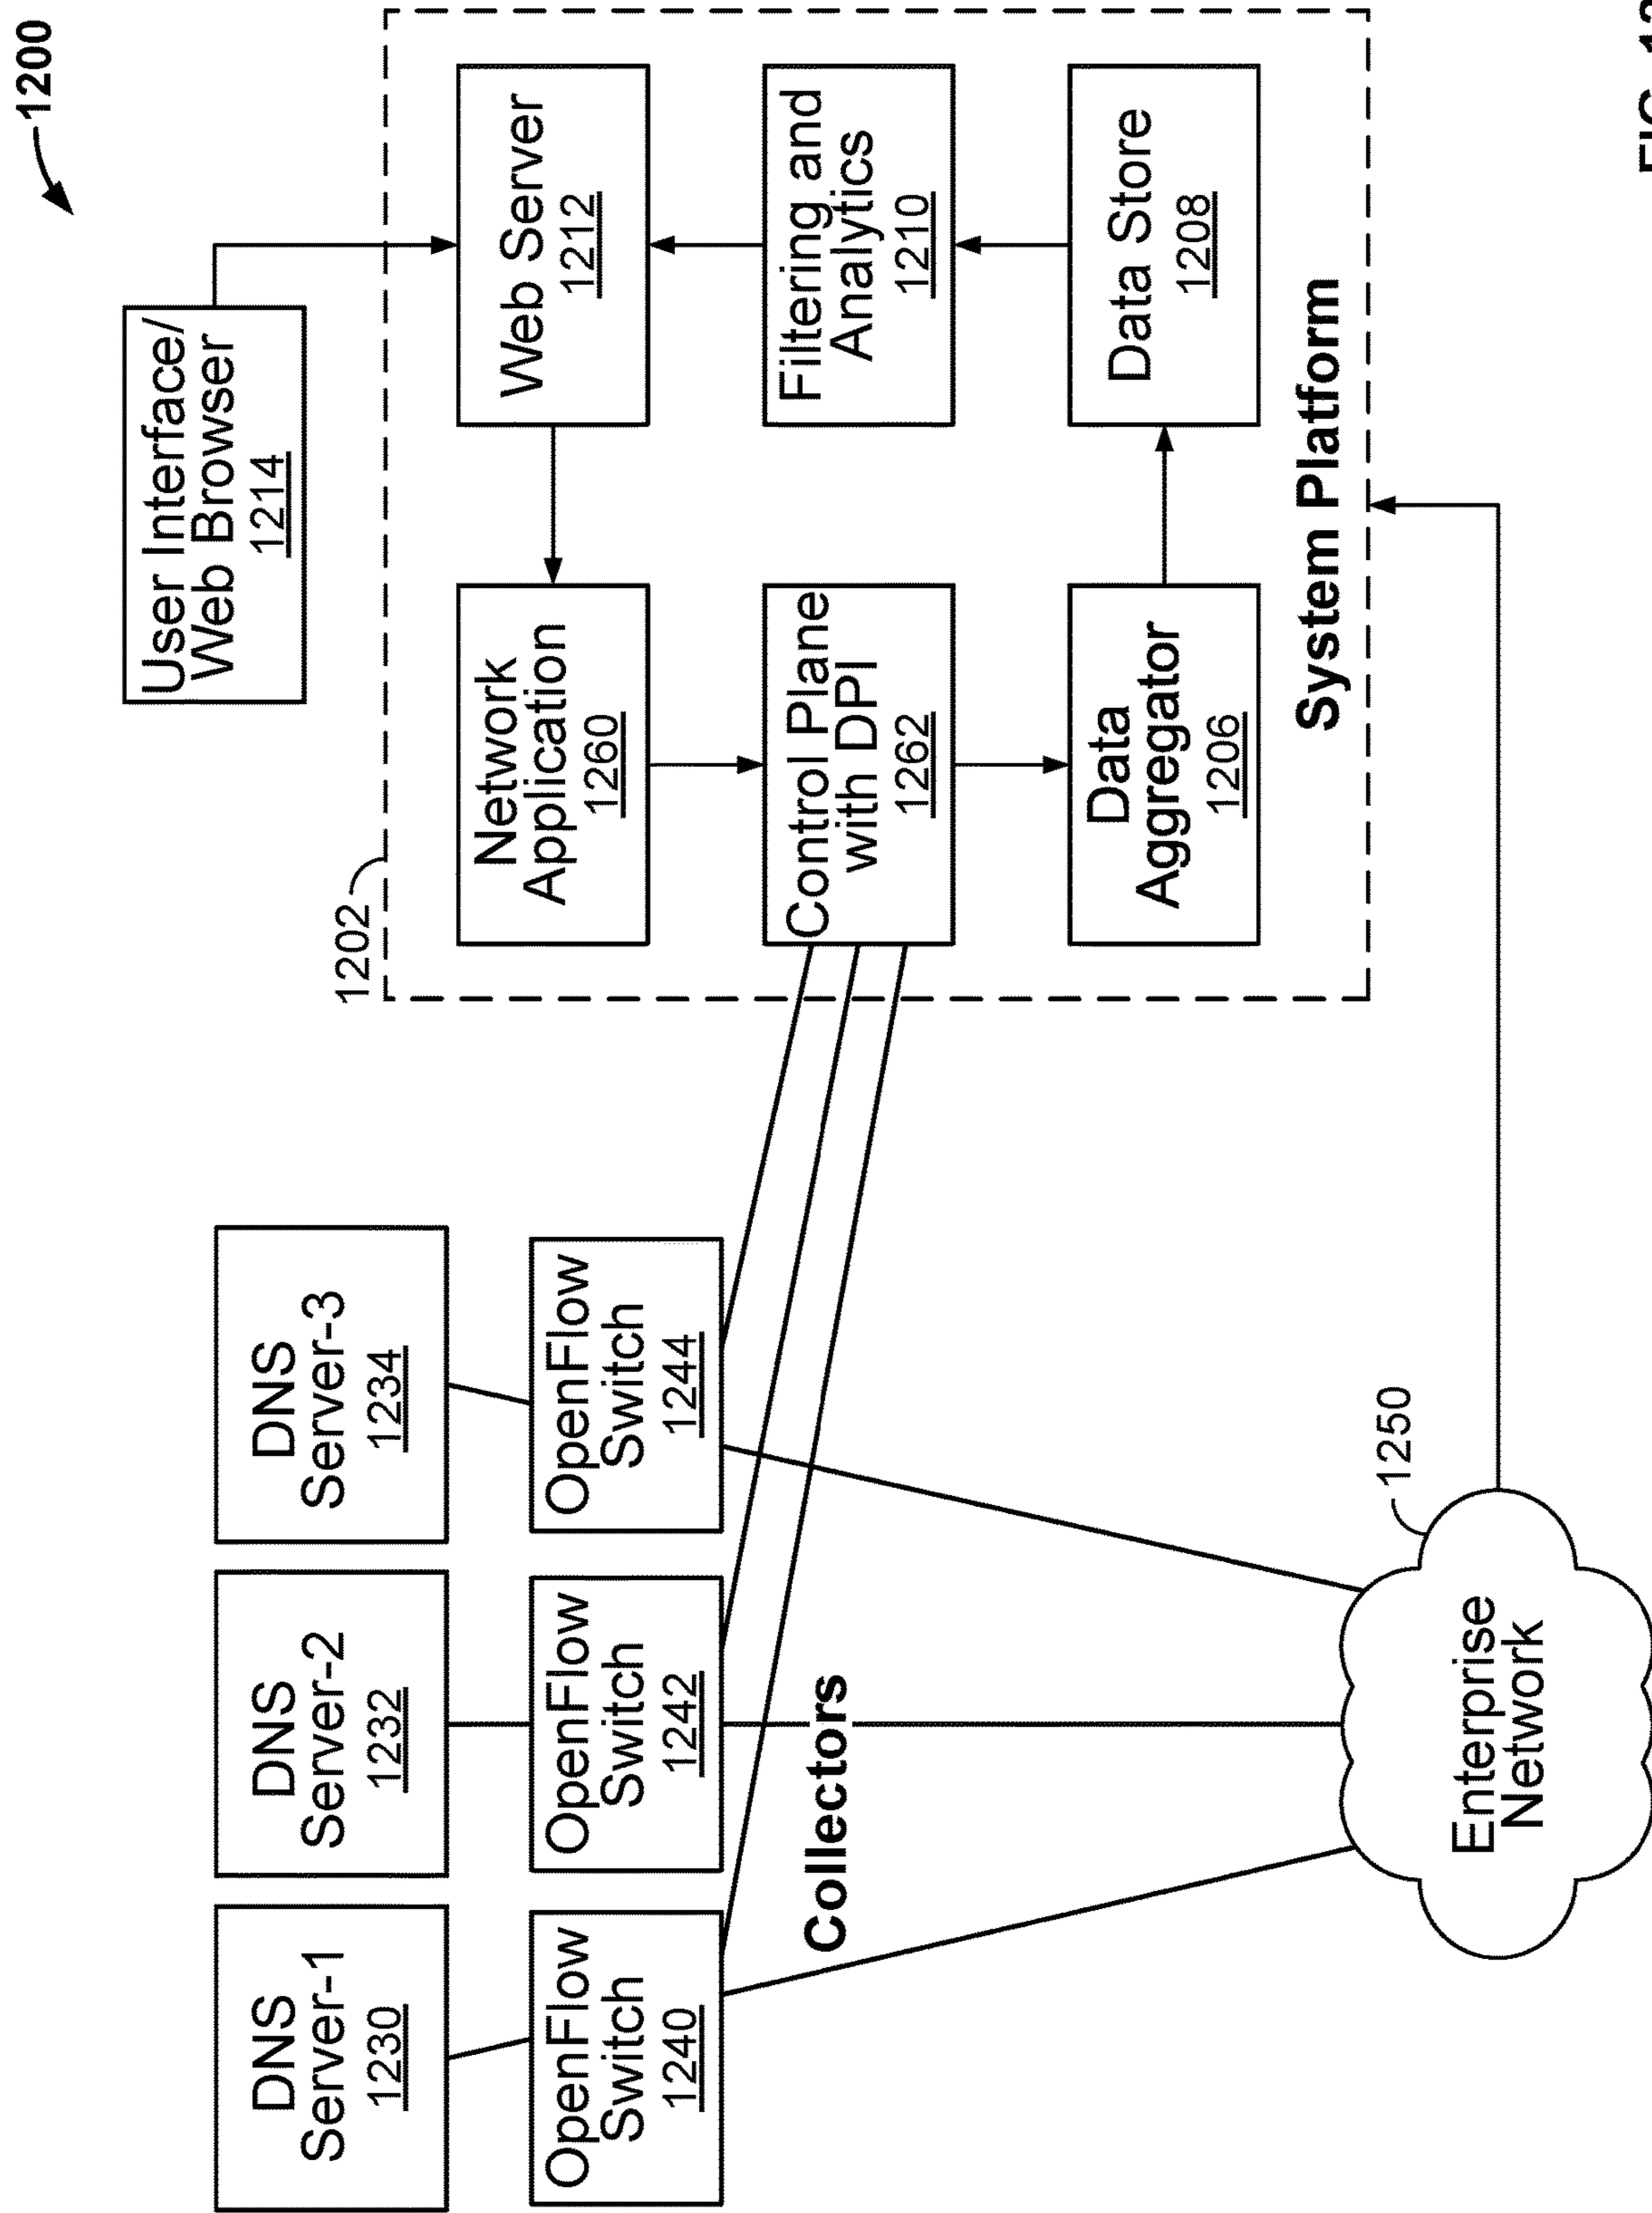 1200
User Interface/
Web Browser
1214
1202
DNS
Server-1
1230
DNS
Server-2
1232
DNS
Server-3
1234
OpenFlow
Switch
1240
OpenFlow
Switch
1242
OpenFlow
Switch
1244
Collectors
Network
Application
1260
Web Server
1212
Control Plane
with DPI
1262
Filtering and
Analytics
1210
Data
Aggregator
1206
Data Store
1208
System Platform
1250
Enterprise
Network